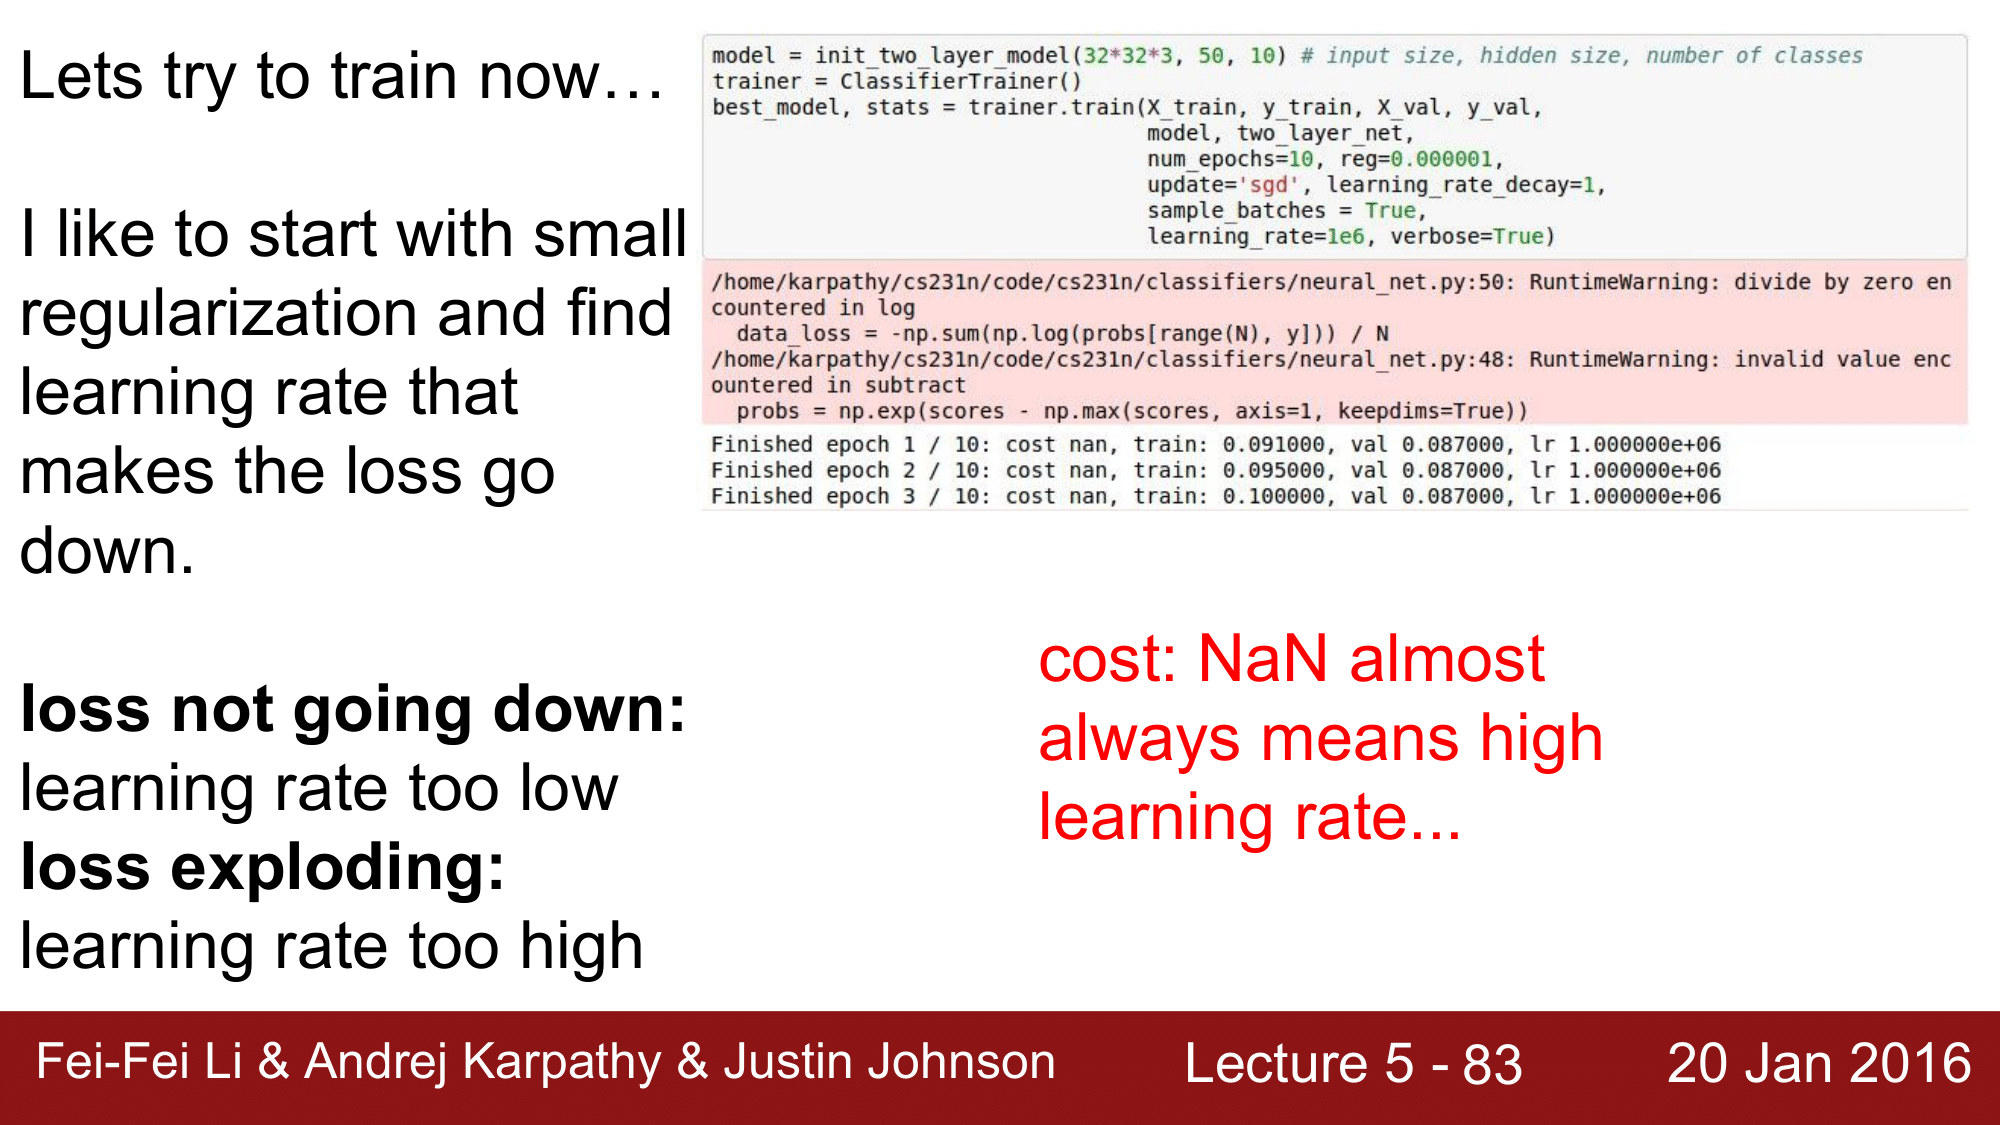 Lets try to train now…
I like to start with small
regularization and find
learning rate that
makes the loss go
down.
loss not going down:
learning rate too low
loss exploding:
learning rate too high
model = init_two_layer_model(32*32*3, 50, 10) # input size, hidden size, number of classes
trainer = ClassifierTrainer()
best_model, stats = trainer.train(X_train, y_train, X_val, y_val,
model, two_layer_net,
num_epochs=10, reg=0.000001,
update='sgd', learning_rate_decay=1,
sample_batches = True,
learning_rate=1e6, verbose=True)
/home/karpathy/cs231n/code/cs231n/classifiers/neural_net.py:50: RuntimeWarning: divide by zero en
countered in log
data_loss = -np.sum(np.log(probs[range(N), y])) / N
/home/karpathy/cs231n/code/cs231n/classifiers/neural_net.py:48: RuntimeWarning: invalid value enc
ountered in subtract
probs = np.exp(scores - np.max(scores, axis=1, keepdims=True))
Finished epoch 1 / 10: cost nan, train: 0.091000, val 0.087000, lr 1.000000e+06
Finished epoch 2 / 10: cost nan, train: 0.095000, val 0.087000, lr 1.000000e+06
Finished epoch 3 / 10: cost nan, train: 0.100000, val 0.087000, lr 1.000000e+06
cost: NaN almost
always means high
learning rate...
Fei-Fei Li & Andrej Karpathy & Justin Johnson
Lecture 5 - 83
20 Jan 2016